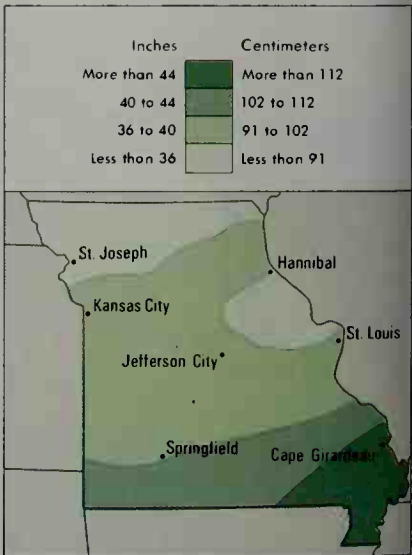 Inches Centimeters
More than 44 More than 112
40 to 44 102 to 112
36 to 40 91 to 102
Less than 36 Less than 91
St. Joseph
Hannibal
Kansas City
St. Louis
Jefferson City
Springfield
Cape Girardeau